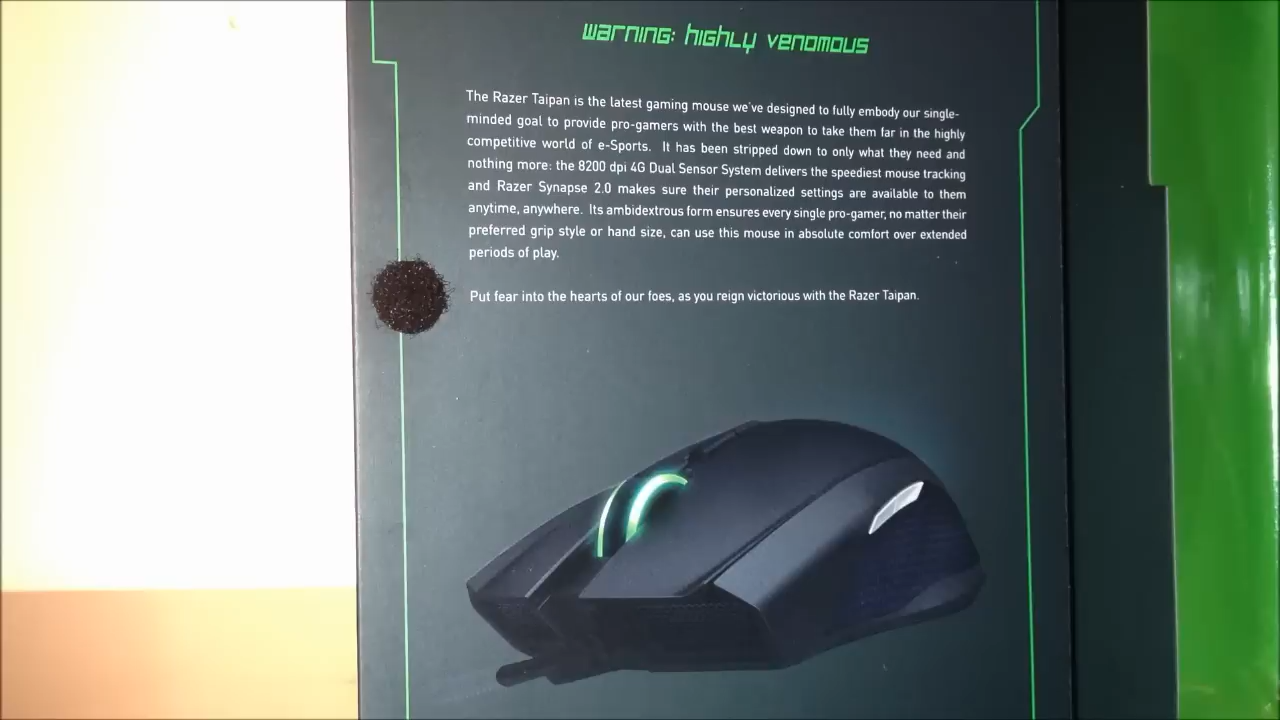 warning: highly venomous
The Razer Taipan is the latest gaming mouse we've designed to fully embody our single-
minded goal to provide pro-gamers with the best weapon to take them far in the highly
competitive world of e-Sports. It has been stripped down to only what they need and
nothing more: the 8200 dpi 4G Dual Sensor System delivers the speediest mouse tracking
and Razer Synapse 2.0 makes sure their personalized settings are available to them
anytime, anywhere. Its ambidextrous form ensures every single pro-gamer, no matter their
preferred grip style or hand size, can use this mouse in absolute comfort over extended
periods of play.
Put fear into the hearts of our foes, as you reign victorious with the Razer Taipan.